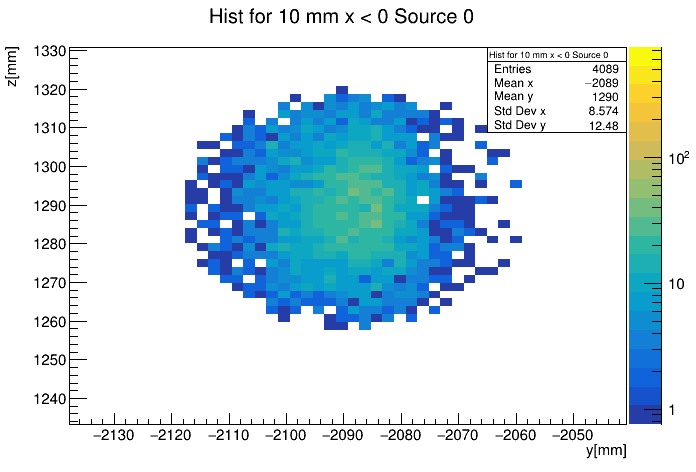 Hist for 10 mm x < 0 Source 0
z[mm]
1330
1320
1310
1300
1290
1280
1270
1260
1250
1240
Hist for 10 mm x < 0 Source 0
Entries 4089
Mean x −2089
Mean y 1290
Std Dev x 8.574
Std Dev y 12.48
10²
10
1
−2130 −2120 −2110 −2100 −2090 −2080 −2070 −2060 −2050
y[mm]